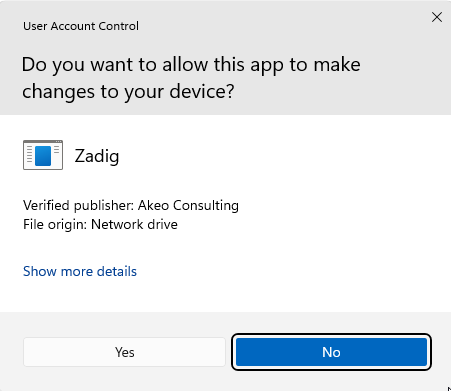 User Account Control
Do you want to allow this app to make
changes to your device?
Zadig
Verified publisher: Akeo Consulting
File origin: Network drive
Show more details
Yes
No